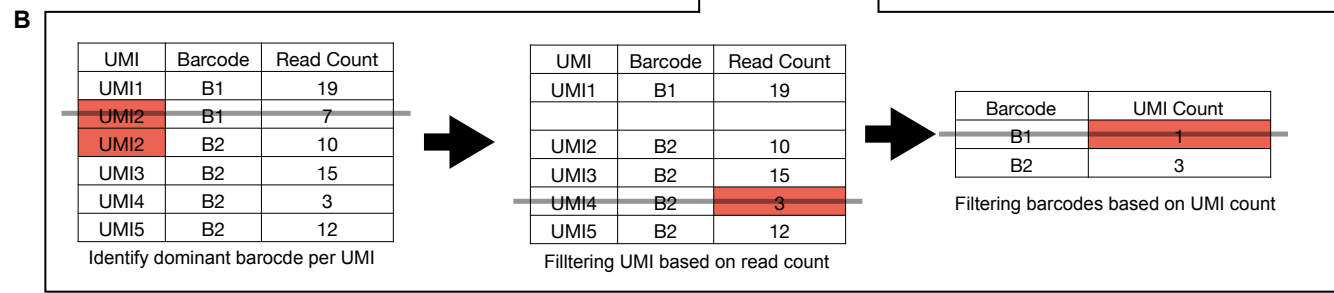 B
UMI Barcode Read Count
UMI1 B1 19
UMI2 B1 7
UMI2 B2 10
UMI3 B2 15
UMI4 B2 3
UMI5 B2 12
Identify dominant barocde per UMI
UMI Barcode Read Count
UMI1 B1 19
UMI2 B2 10
UMI3 B2 15
UMI4 B2 3
UMI5 B2 12
Filltering UMI based on read count
Barcode UMI Count
B1 1
B2 3
Filtering barcodes based on UMI count